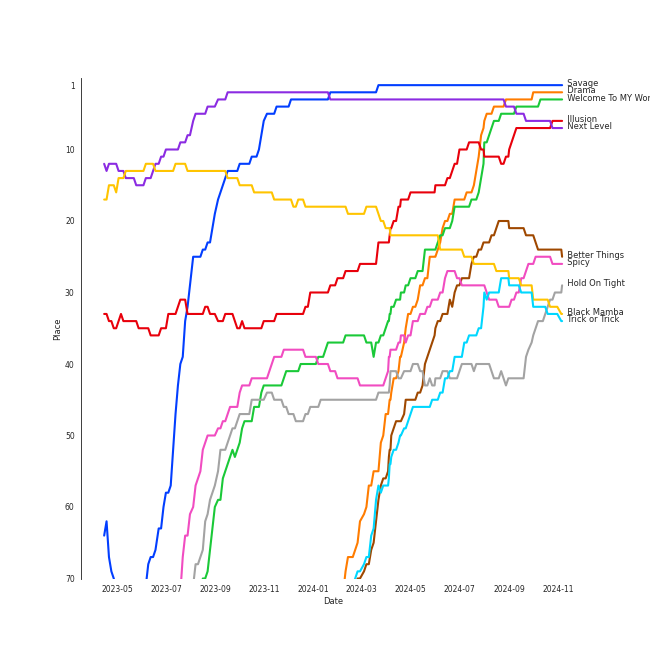 1
10
20
30
40
50
60
70
Place
2023-05
2023-07
2023-09
2023-11
2024-01
2024-03
2024-05
2024-07
2024-09
2024-11
Date
Savage
Drama
Welcome To MY Wor
Illusion
Next Level
Better Things
Spicy
Hold On Tight
Black Mamba
Trick or Trick